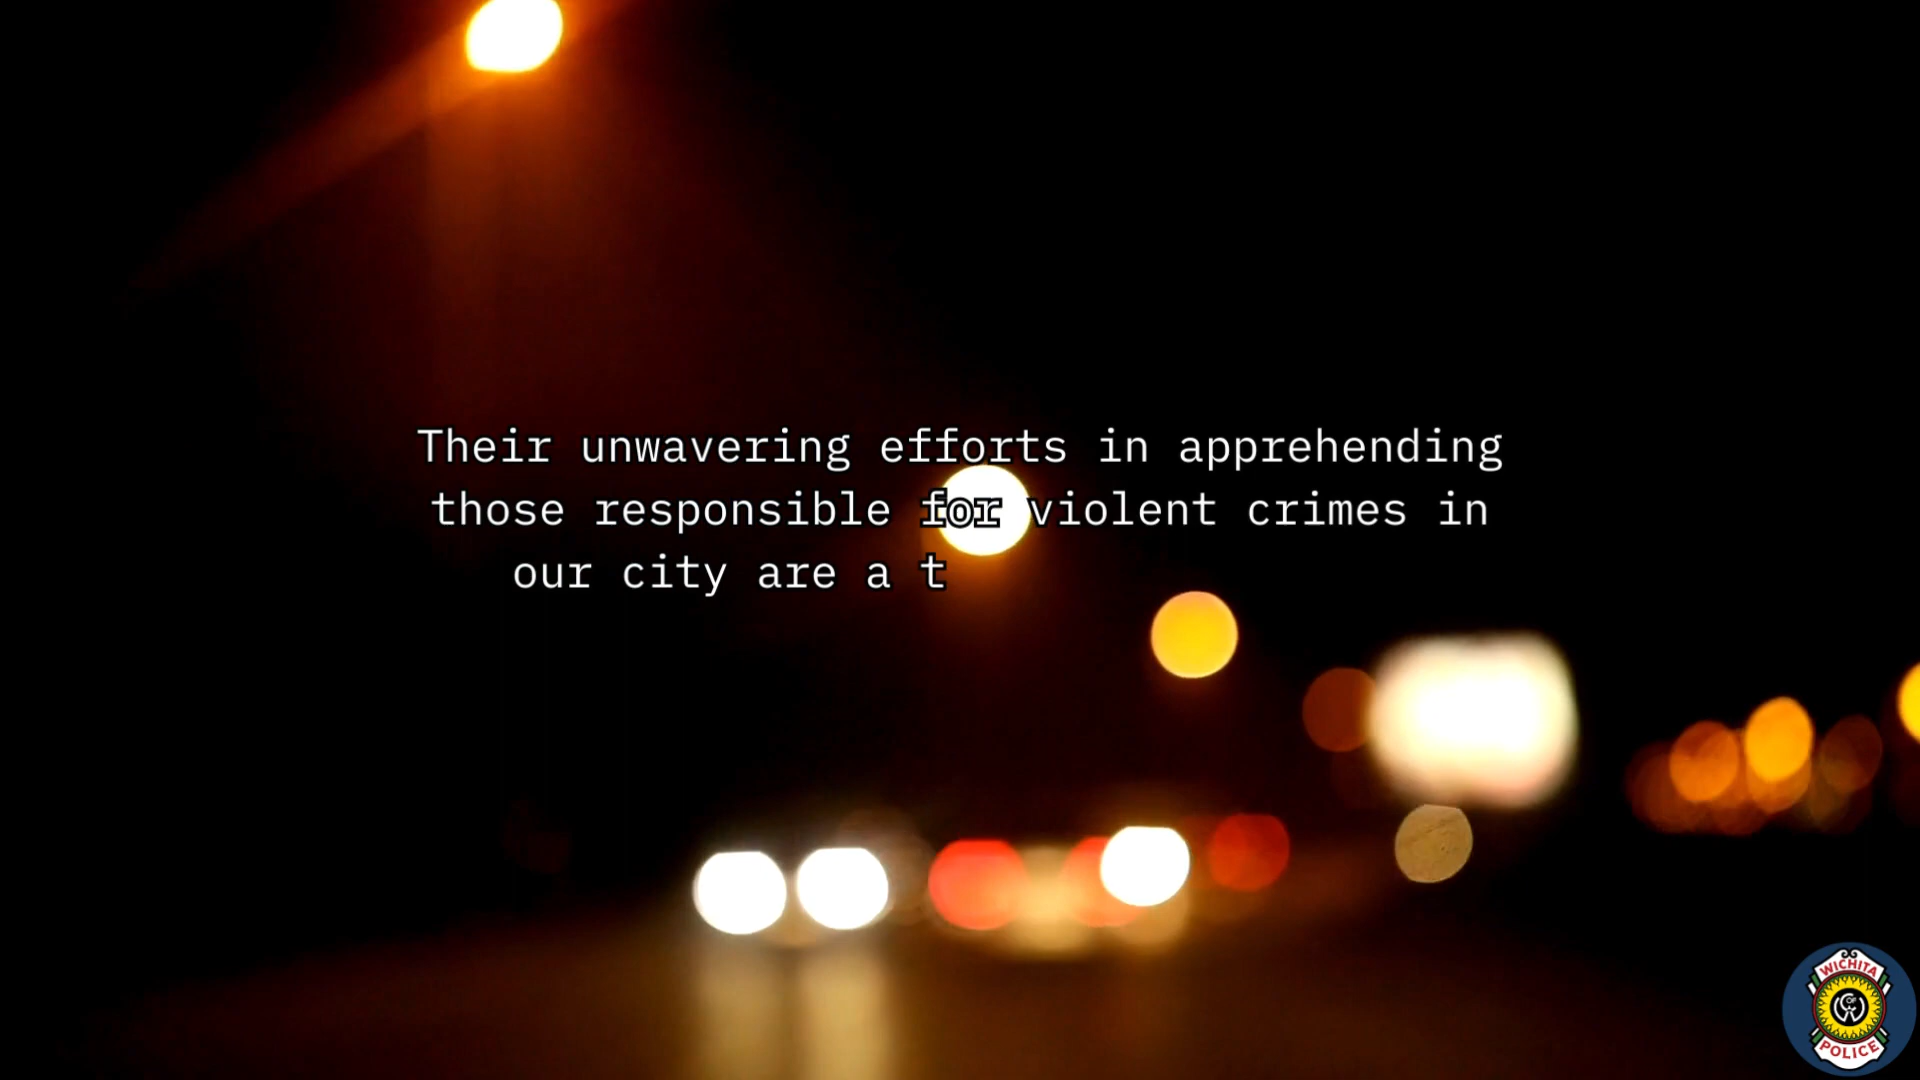 Their unwavering efforts in apprehending
those responsible for violent crimes in
our city are a t
WICHITA
POLICE